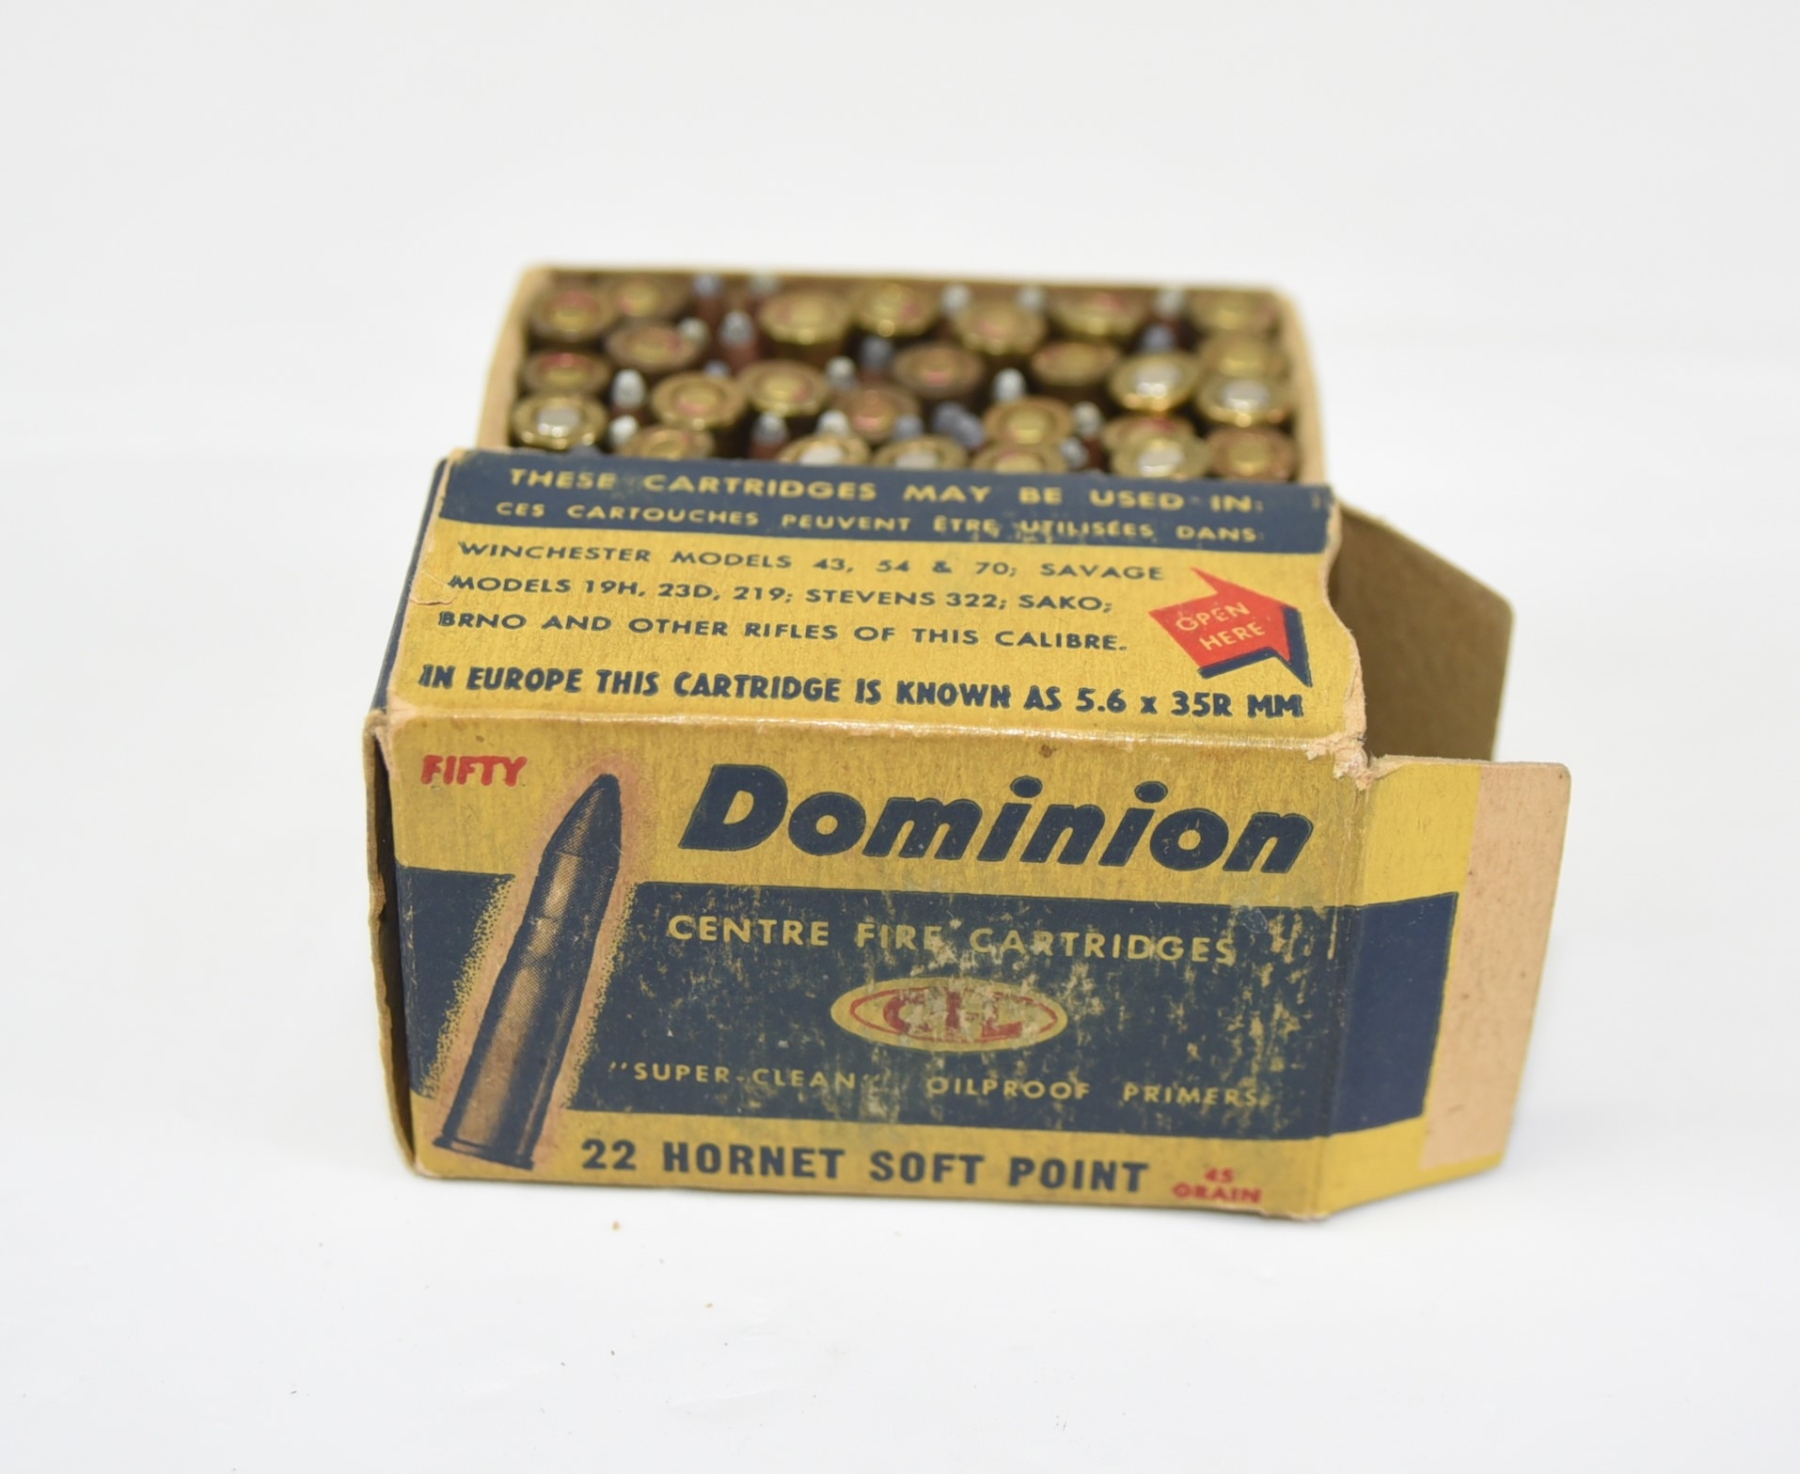 THESE CARTRIDGES MAY BE USED IN:
CES CARTOUCHES PEUVENT ÊTRE UTILISÉES DANS:
WINCHESTER MODELS 43, 54 & 70; SAVAGE
MODELS 19H, 23D, 219; STEVENS 322; SAKO;
BRNO AND OTHER RIFLES OF THIS CALIBRE.
OPEN
HERE
IN EUROPE THIS CARTRIDGE IS KNOWN AS 5.6 x 35R MM
FIFTY
Dominion
CENTRE FIRE CARTRIDGES
C-I-L
"SUPER-CLEAN" OILPROOF PRIMERS
22 HORNET SOFT POINT
45
GRAIN